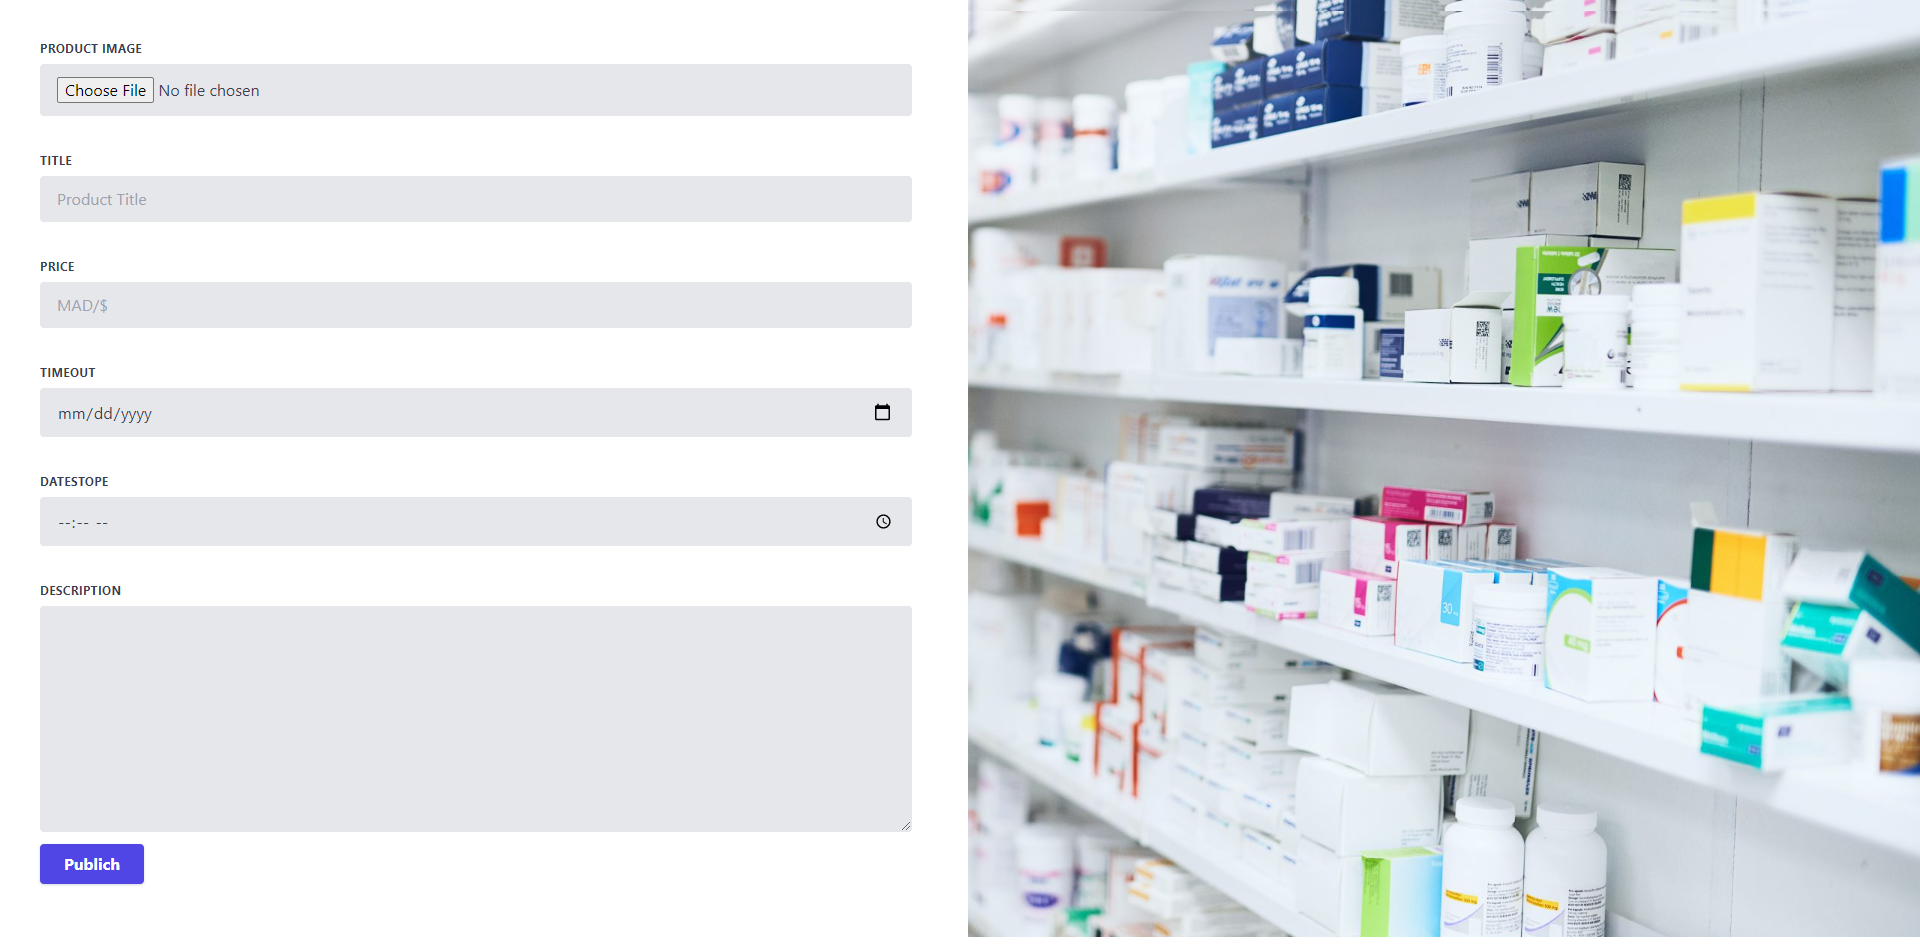 PRODUCT IMAGE
Choose File No file chosen
TITLE
Product Title
PRICE
MAD/$
TIMEOUT
mm/dd/yyyy
DATESTOPE
--:-- --
DESCRIPTION
Publich
30